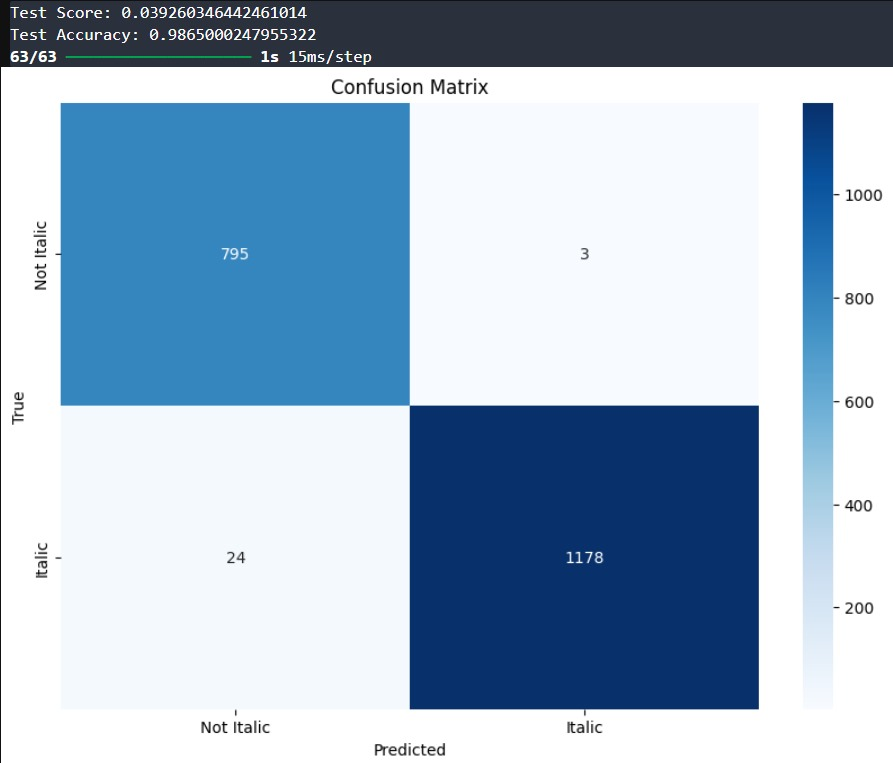 Test Score: 0.039260346442461014
Test Accuracy: 0.9865000247955322
63/63 1s 15ms/step
Confusion Matrix
Not Italic
795
3
True
Italic
24
1178
Not Italic
Italic
Predicted
1000
800
600
400
200